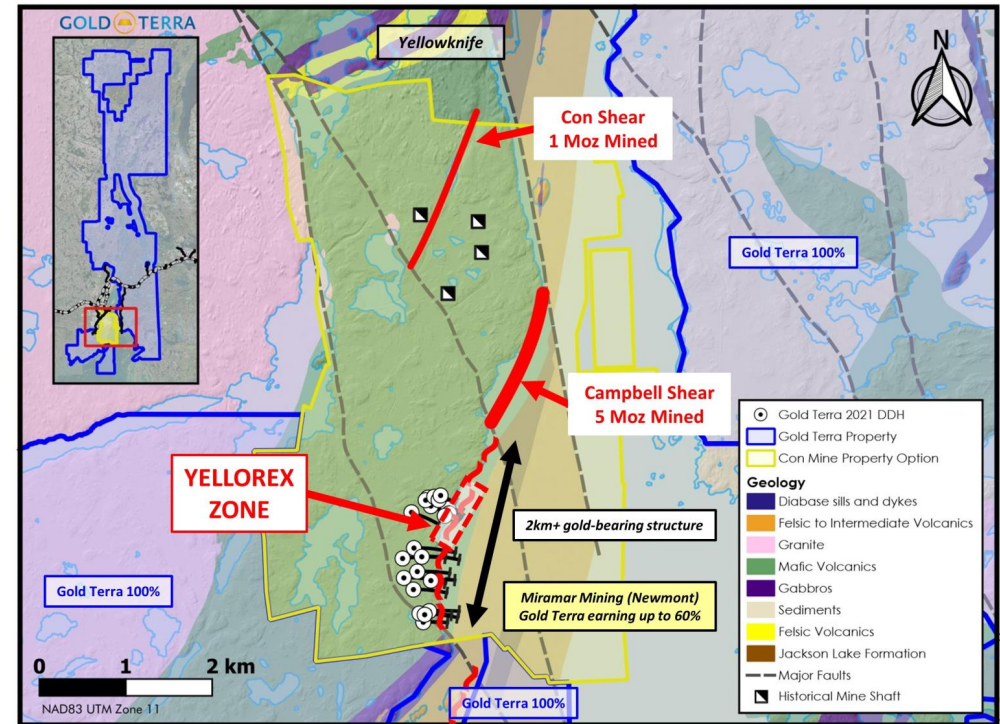 GOLD TERRA
Yellowknife
N
Con Shear
1 Moz Mined
Gold Terra 100%
Campbell Shear
5 Moz Mined
YELLOREX
ZONE
2km+ gold-bearing structure
Gold Terra 100%
Miramar Mining (Newmont)
Gold Terra earning up to 60%
Gold Terra 100%
0 1 2 km
NAD83 UTM Zone 11
Gold Terra 2021 DDH
Gold Terra Property
Con Mine Property Option
Geology
Diabase sills and dykes
Felsic to Intermediate Volcanics
Granite
Mafic Volcanics
Gabbros
Sediments
Felsic Volcanics
Jackson Lake Formation
Major Faults
Historical Mine Shaft